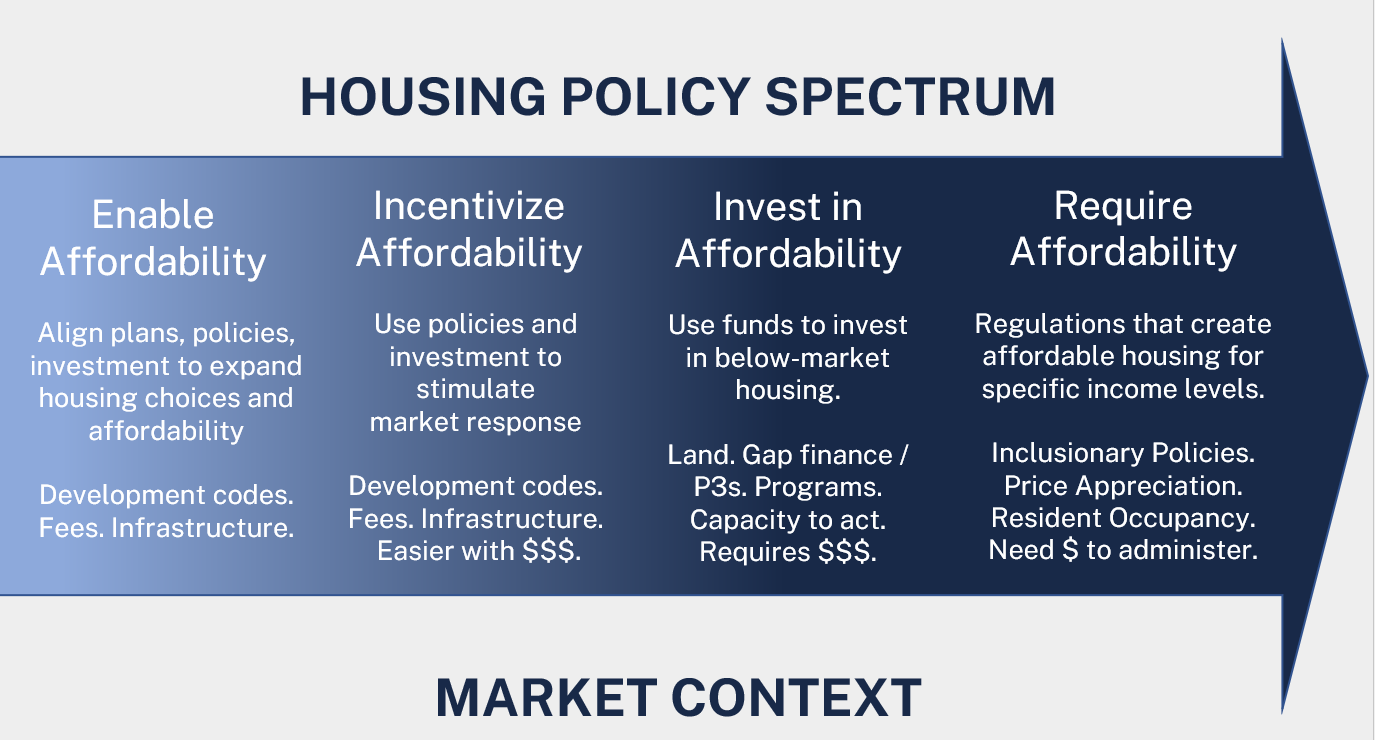 HOUSING POLICY SPECTRUM
Enable
Affordability
Align plans, policies,
investment to expand
housing choices and
affordability
Development codes.
Fees. Infrastructure.
Incentivize
Affordability
Use policies and
investment to
stimulate
market response
Development codes.
Fees. Infrastructure.
Easier with $$$.
Invest in
Affordability
Use funds to invest
in below-market
housing.
Land. Gap finance /
P3s. Programs.
Capacity to act.
Requires $$$.
Require
Affordability
Regulations that create
affordable housing for
specific income levels.
Inclusionary Policies.
Price Appreciation.
Resident Occupancy.
Need $ to administer.
MARKET CONTEXT